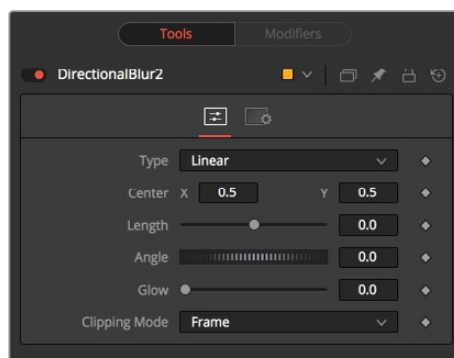 Tools Modifiers
DirectionalBlur2
Type Linear
Center X 0.5 Y 0.5
Length 0.0
Angle 0.0
Glow 0.0
Clipping Mode Frame